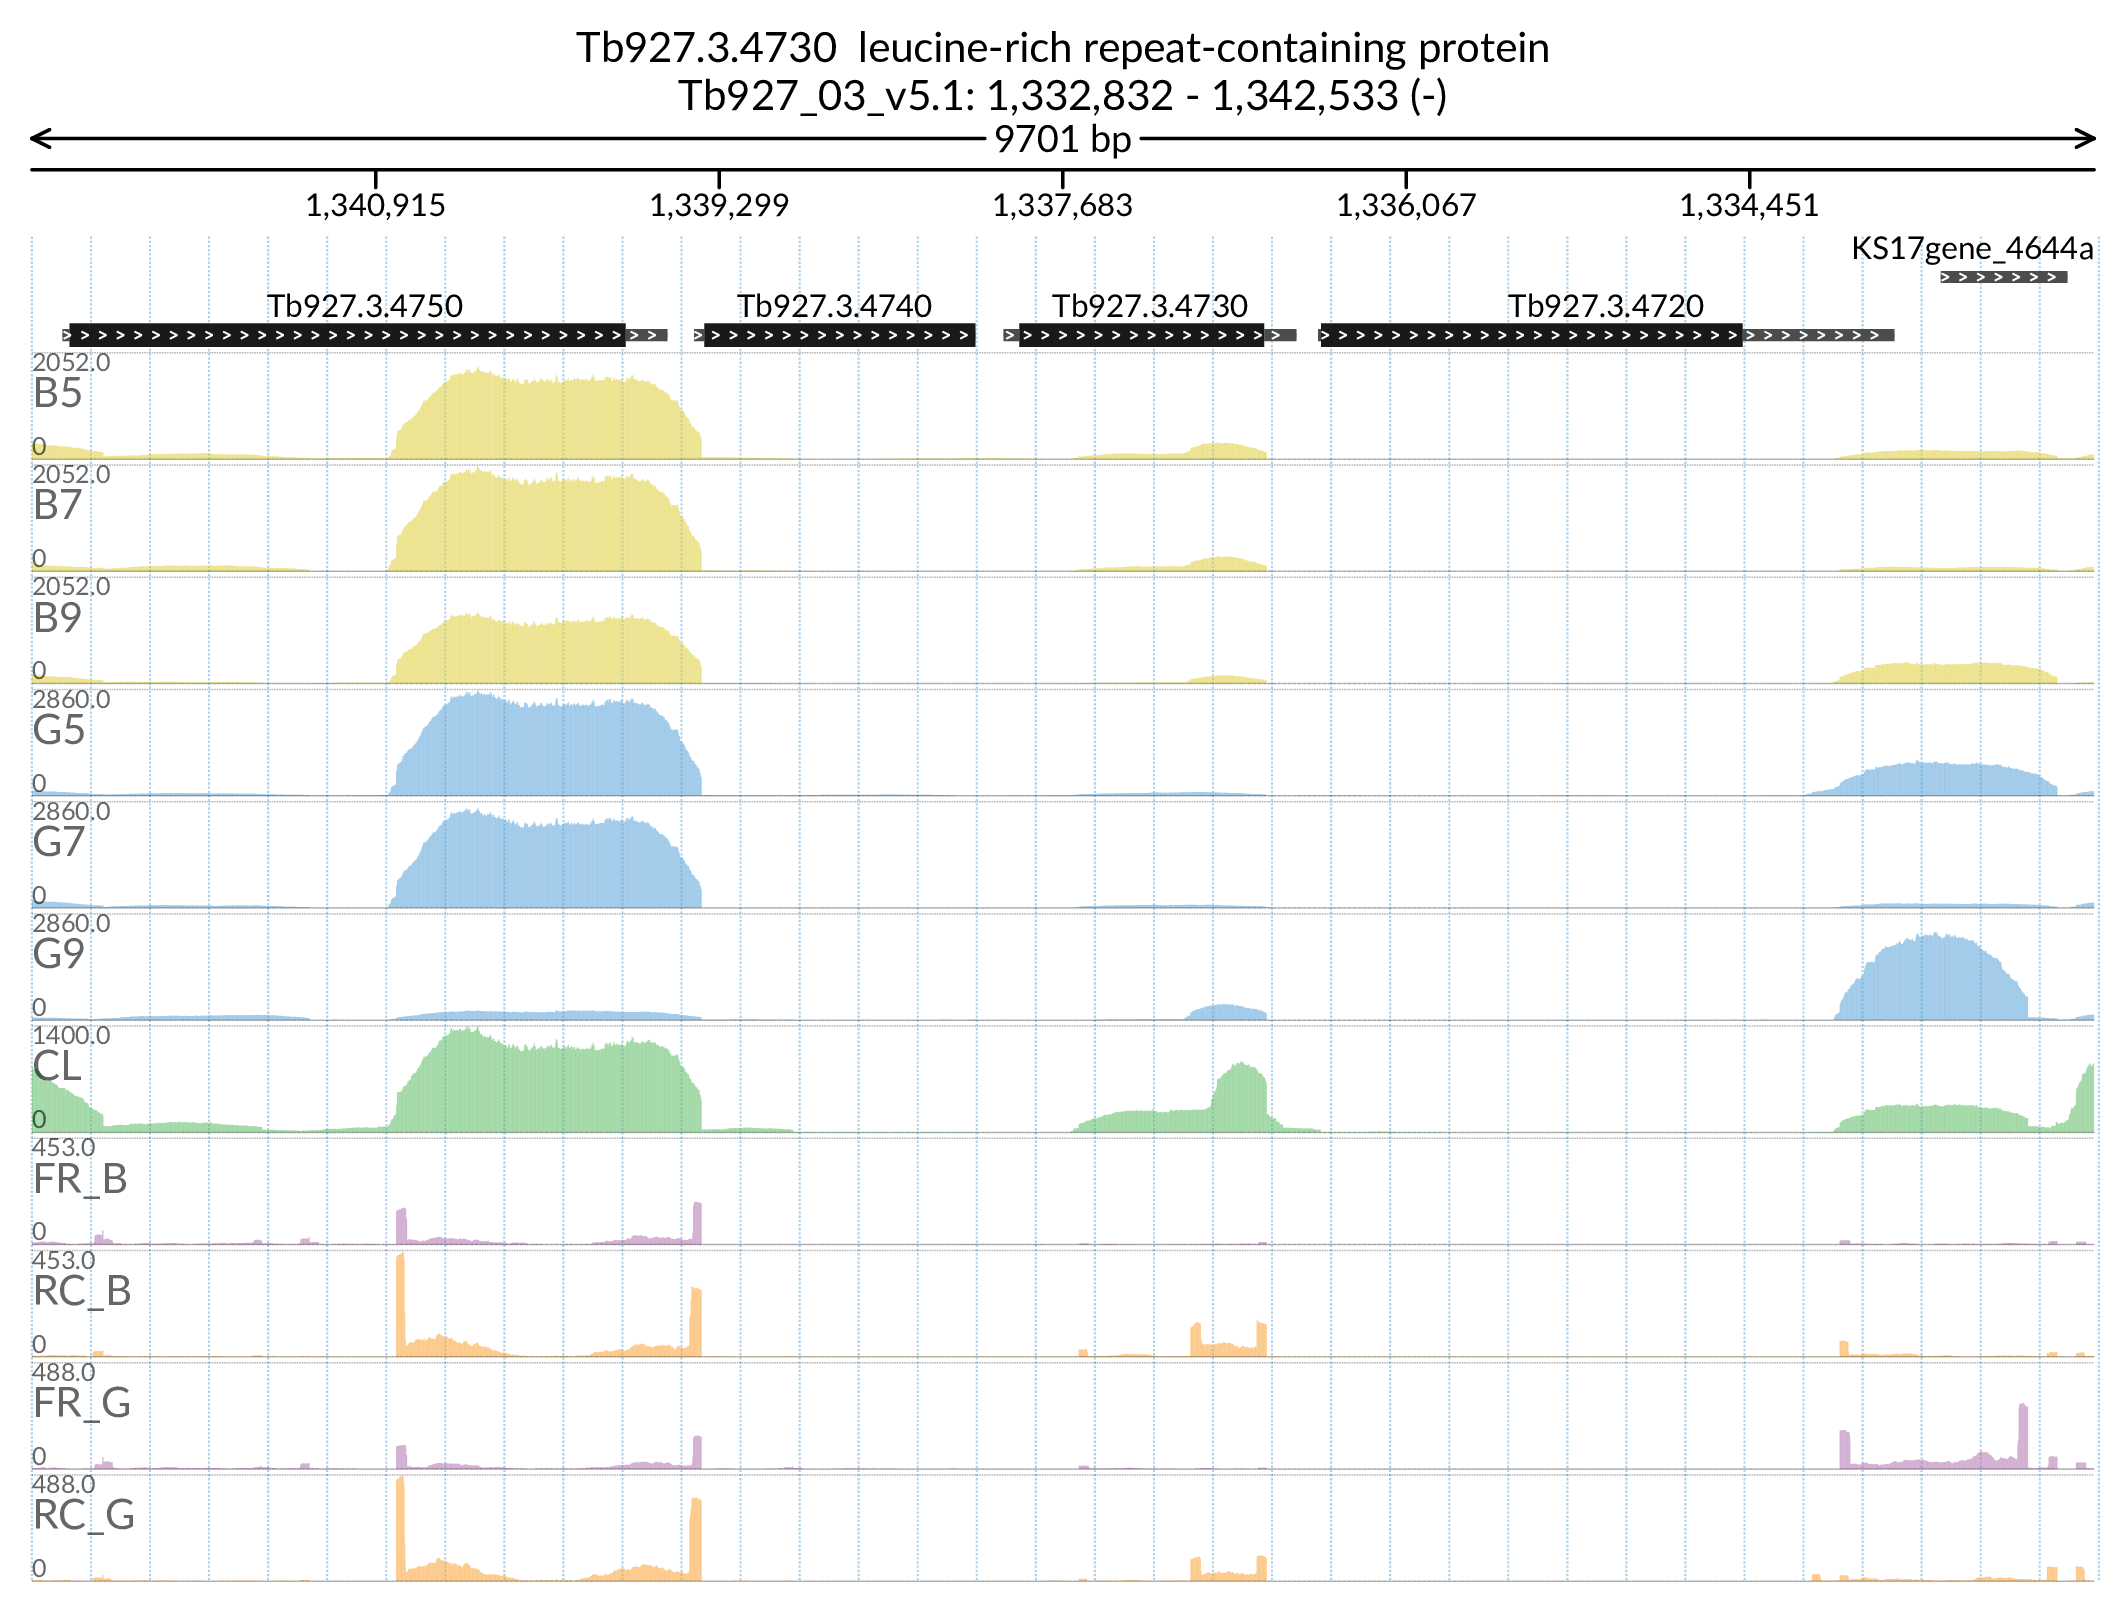 Tb927.3.4730  leucine-rich repeat-containing protein
Tb927_03_v5.1: 1,332,832 - 1,342,533 (-)
9701 bp
1,340,915 1,339,299 1,337,683 1,336,067 1,334,451
KS17gene_4644a
Tb927.3.4750 Tb927.3.4740 Tb927.3.4730 Tb927.3.4720
2052.0
B5
0
2052.0
B7
0
2052.0
B9
0
2860.0
G5
0
2860.0
G7
0
2860.0
G9
0
1400.0
CL
0
453.0
FR_B
0
453.0
RC_B
0
488.0
FR_G
0
488.0
RC_G
0